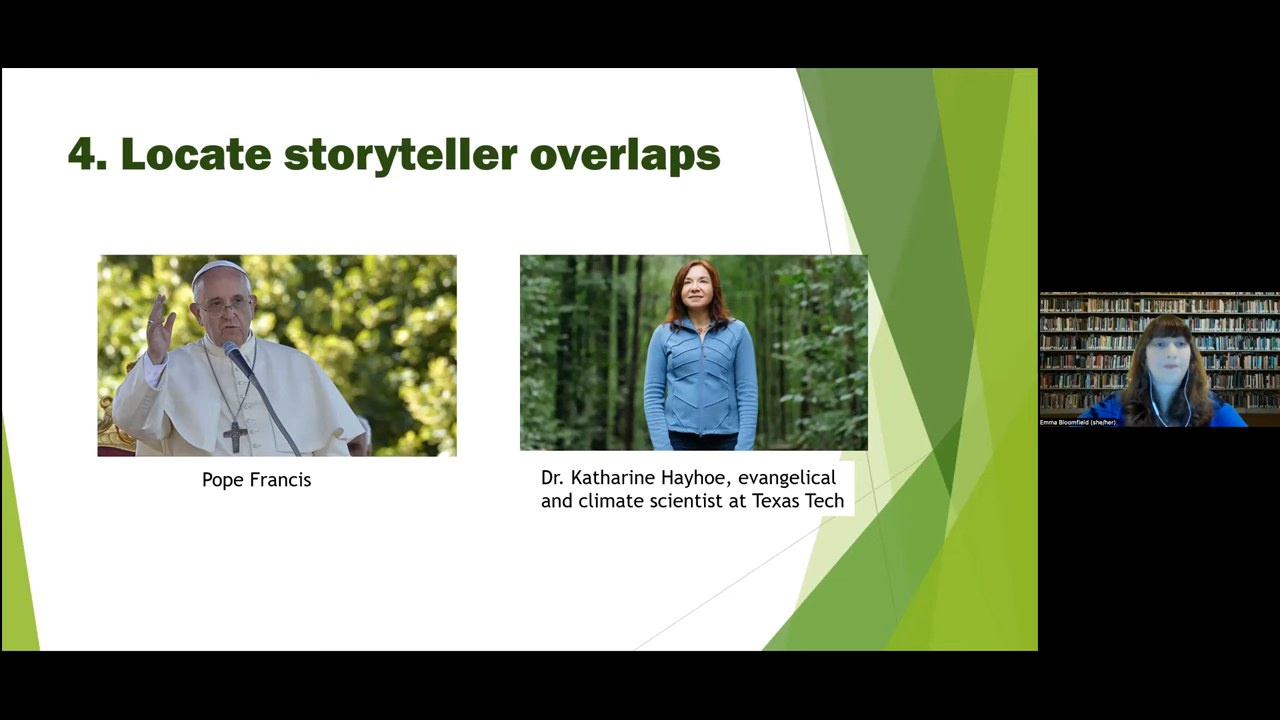 4. Locate storyteller overlaps
Pope Francis
Dr. Katharine Hayhoe, evangelical
and climate scientist at Texas Tech
Emma Bloomfield (she/her)